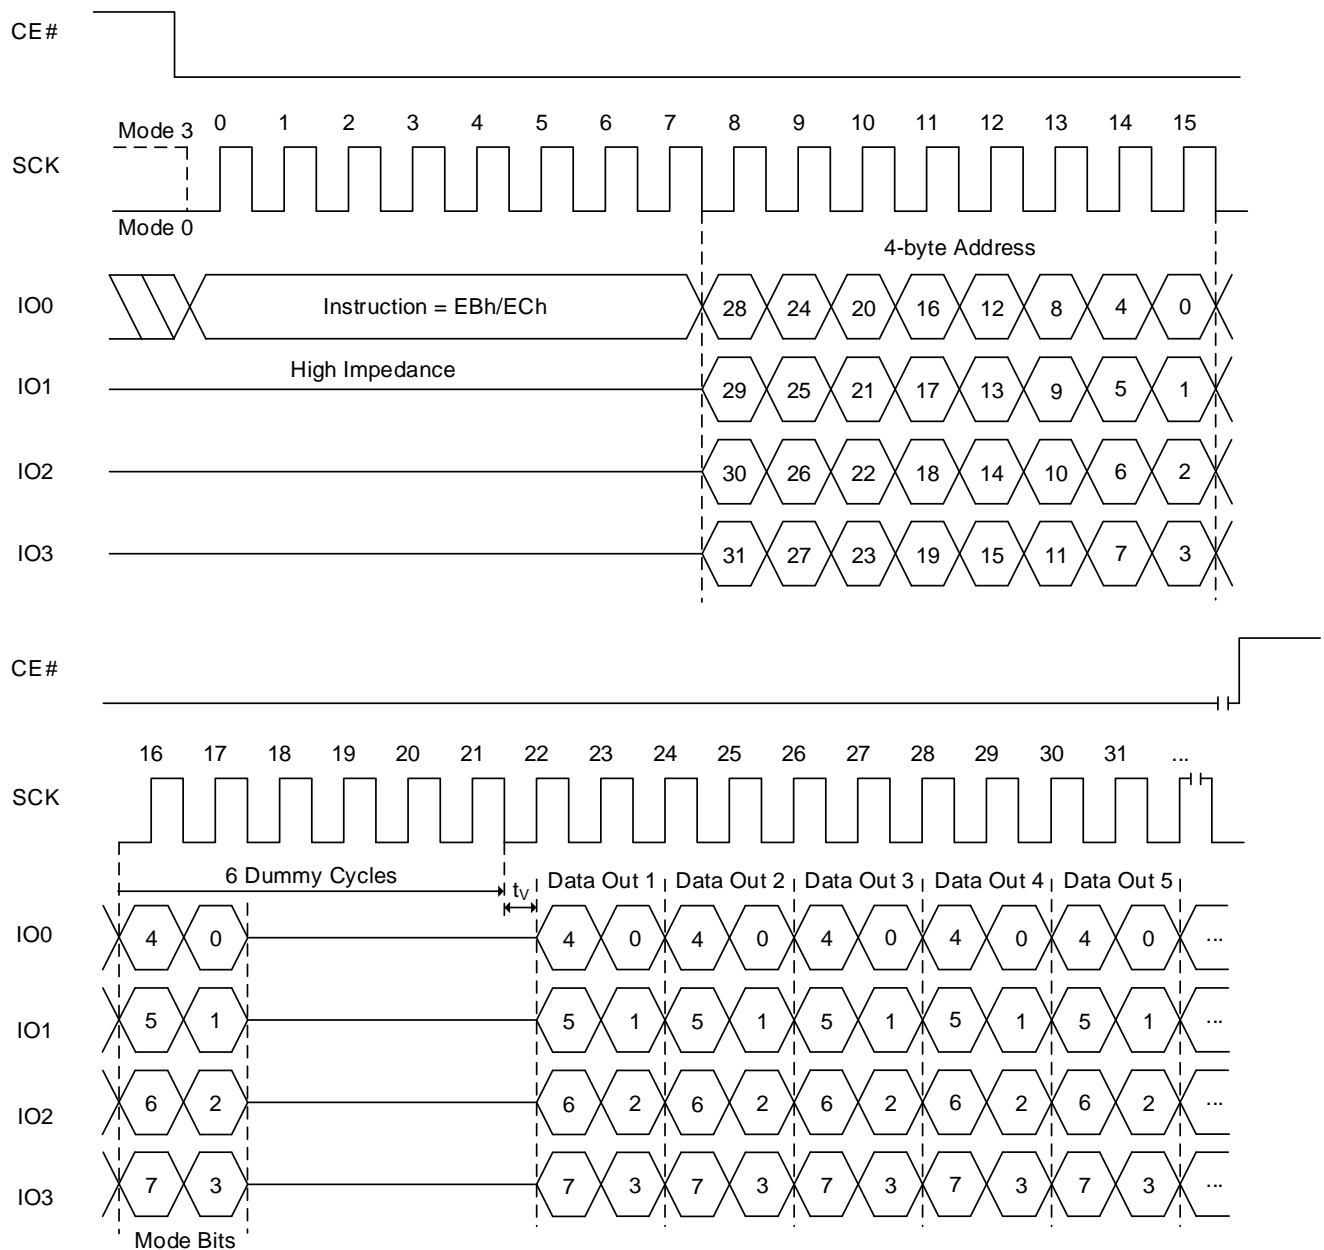 CE#
Mode 3 0 1 2 3 4 5 6 7 8 9 10 11 12 13 14 15
SCK
Mode 0
4-byte Address
IO0 Instruction = EBh/ECh 28 24 20 16 12 8 4 0
High Impedance
IO1 29 25 21 17 13 9 5 1
IO2 30 26 22 18 14 10 6 2
IO3 31 27 23 19 15 11 7 3
CE#
16 17 18 19 20 21 22 23 24 25 26 27 28 29 30 31 ...
SCK
6 Dummy Cycles tV Data Out 1 Data Out 2 Data Out 3 Data Out 4 Data Out 5
IO0 4 0 4 0 4 0 4 0 4 0 4 0 ...
IO1 5 1 5 1 5 1 5 1 5 1 5 1 ...
IO2 6 2 6 2 6 2 6 2 6 2 6 2 ...
IO3 7 3 7 3 7 3 7 3 7 3 7 3 ...
Mode Bits